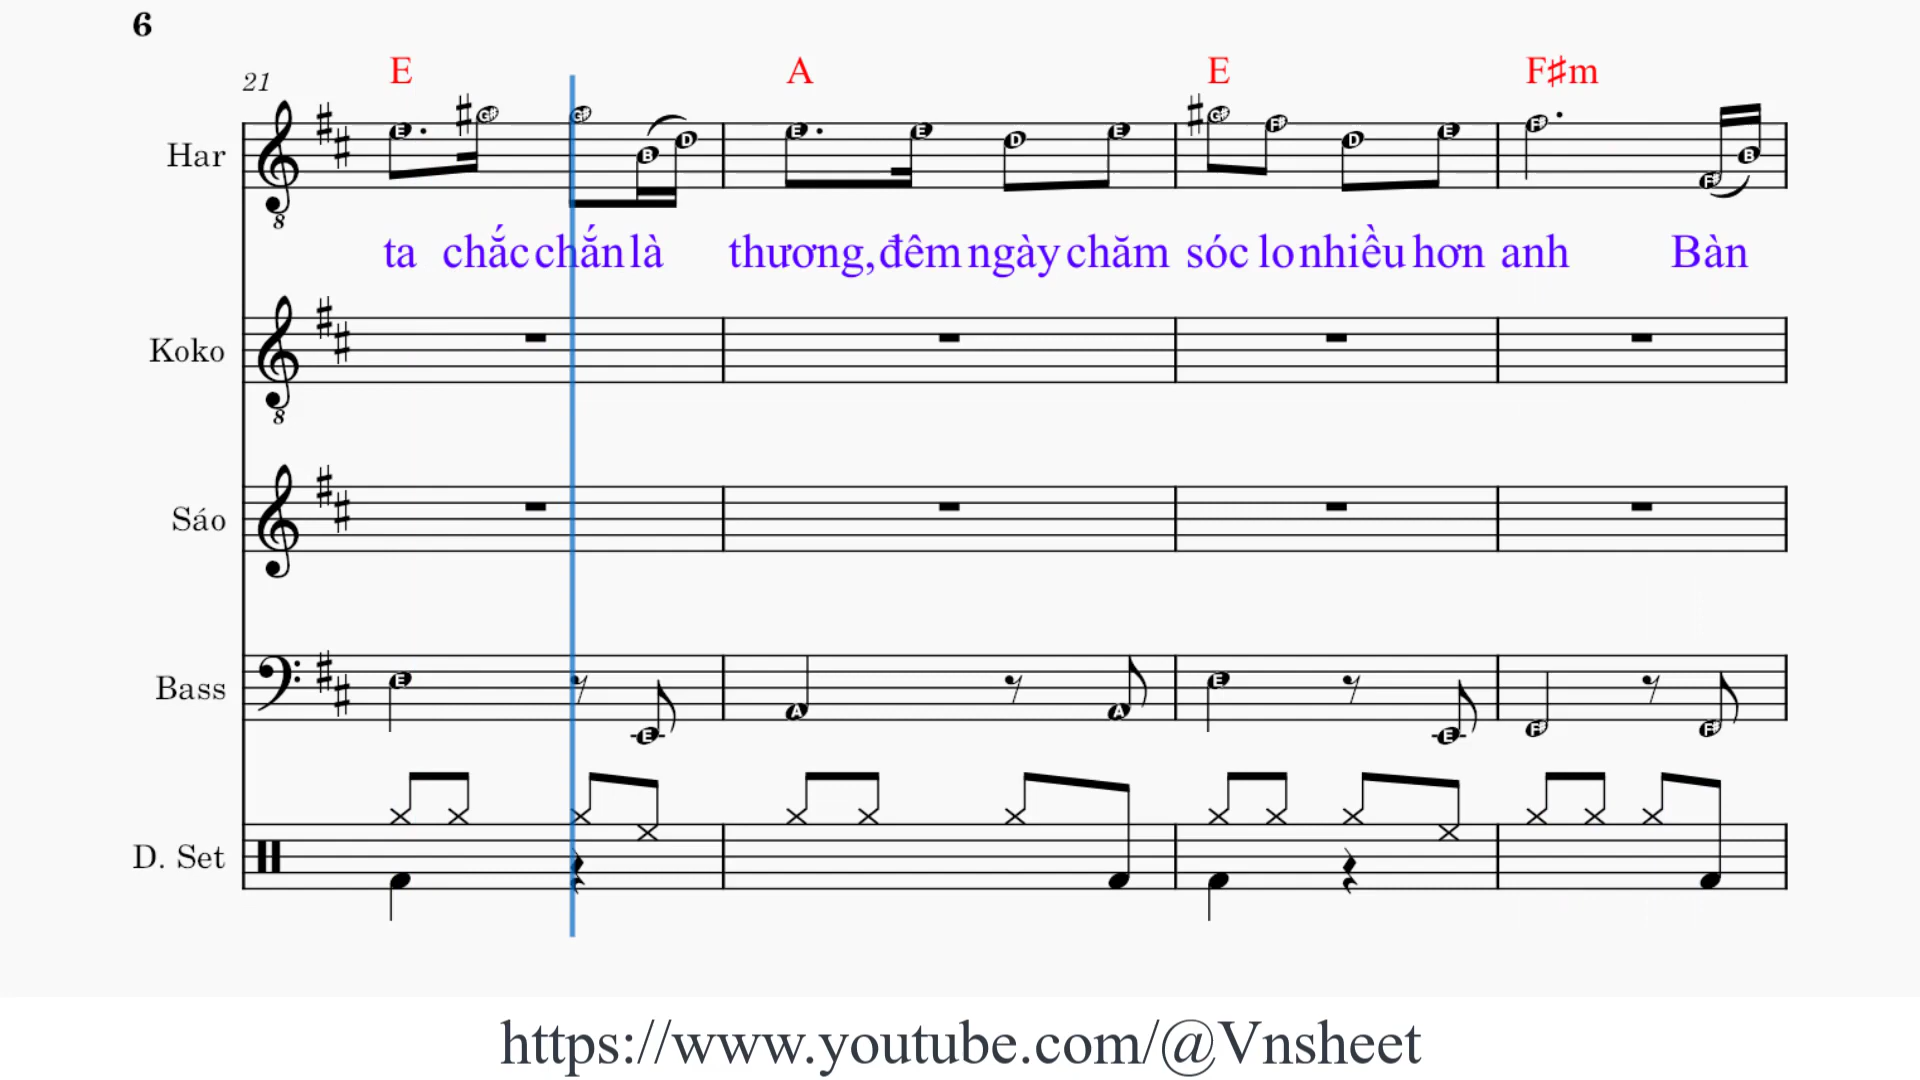 6
21 E A E F♯m
Har
ta chắc chắn là thương, đêm ngày chăm sóc lo nhiều hơn anh Bàn
Koko
Sáo
Bass
D. Set
https://www.youtube.com/@Vnsheet